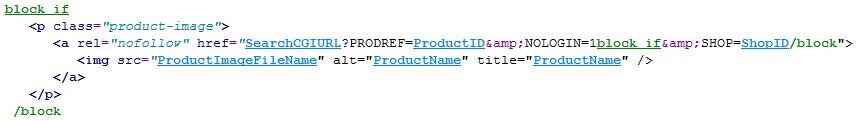 block if
<p class="product-image">
<a rel="nofollow" href="SearchCGIURL?PRODREF=ProductID&amp;NOLOGIN=1block if&amp;SHOP=ShopID/block">
<img src="ProductImageFileName" alt="ProductName" title="ProductName" />
</a>
</p>
/block